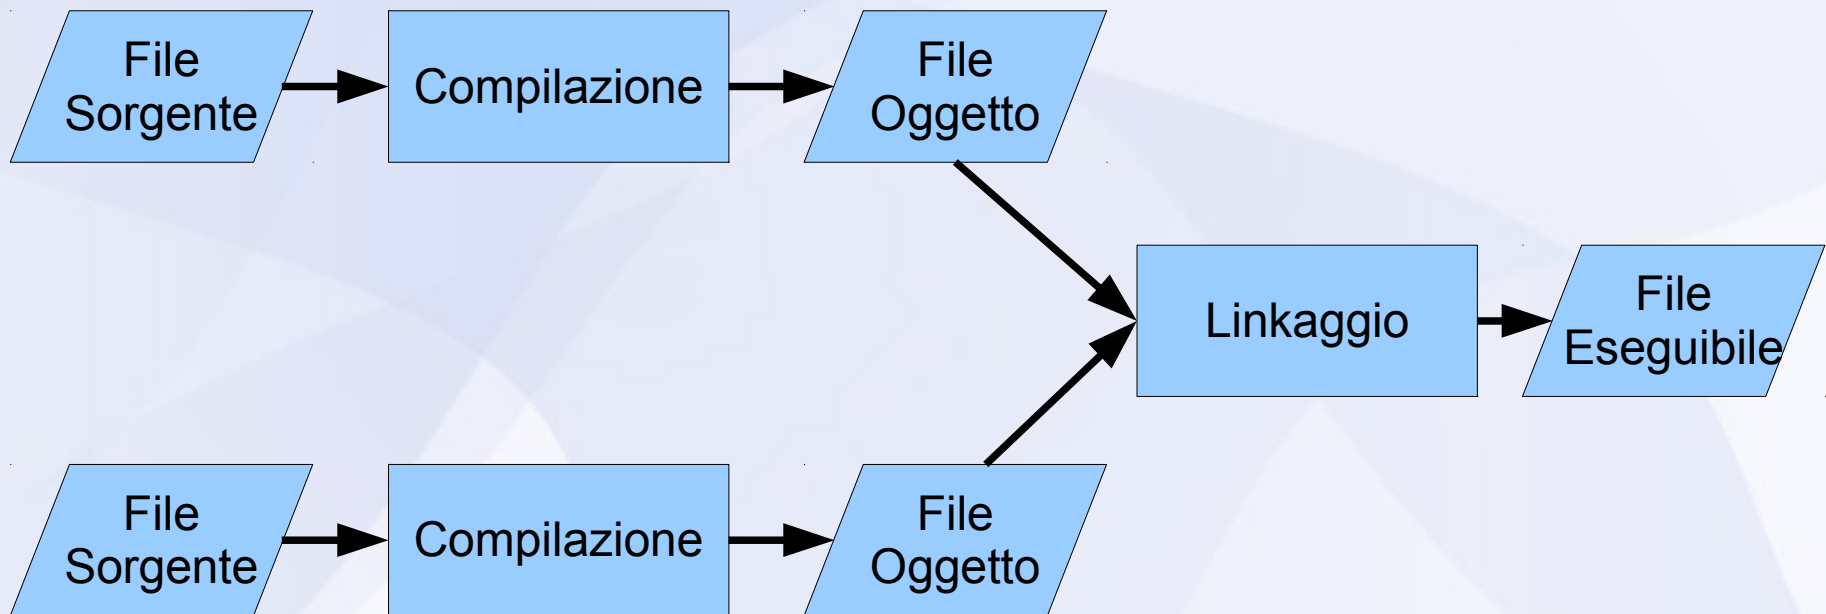 File
Sorgente
Compilazione
File
Oggetto
Linkaggio
File
Eseguibile
File
Sorgente
Compilazione
File
Oggetto